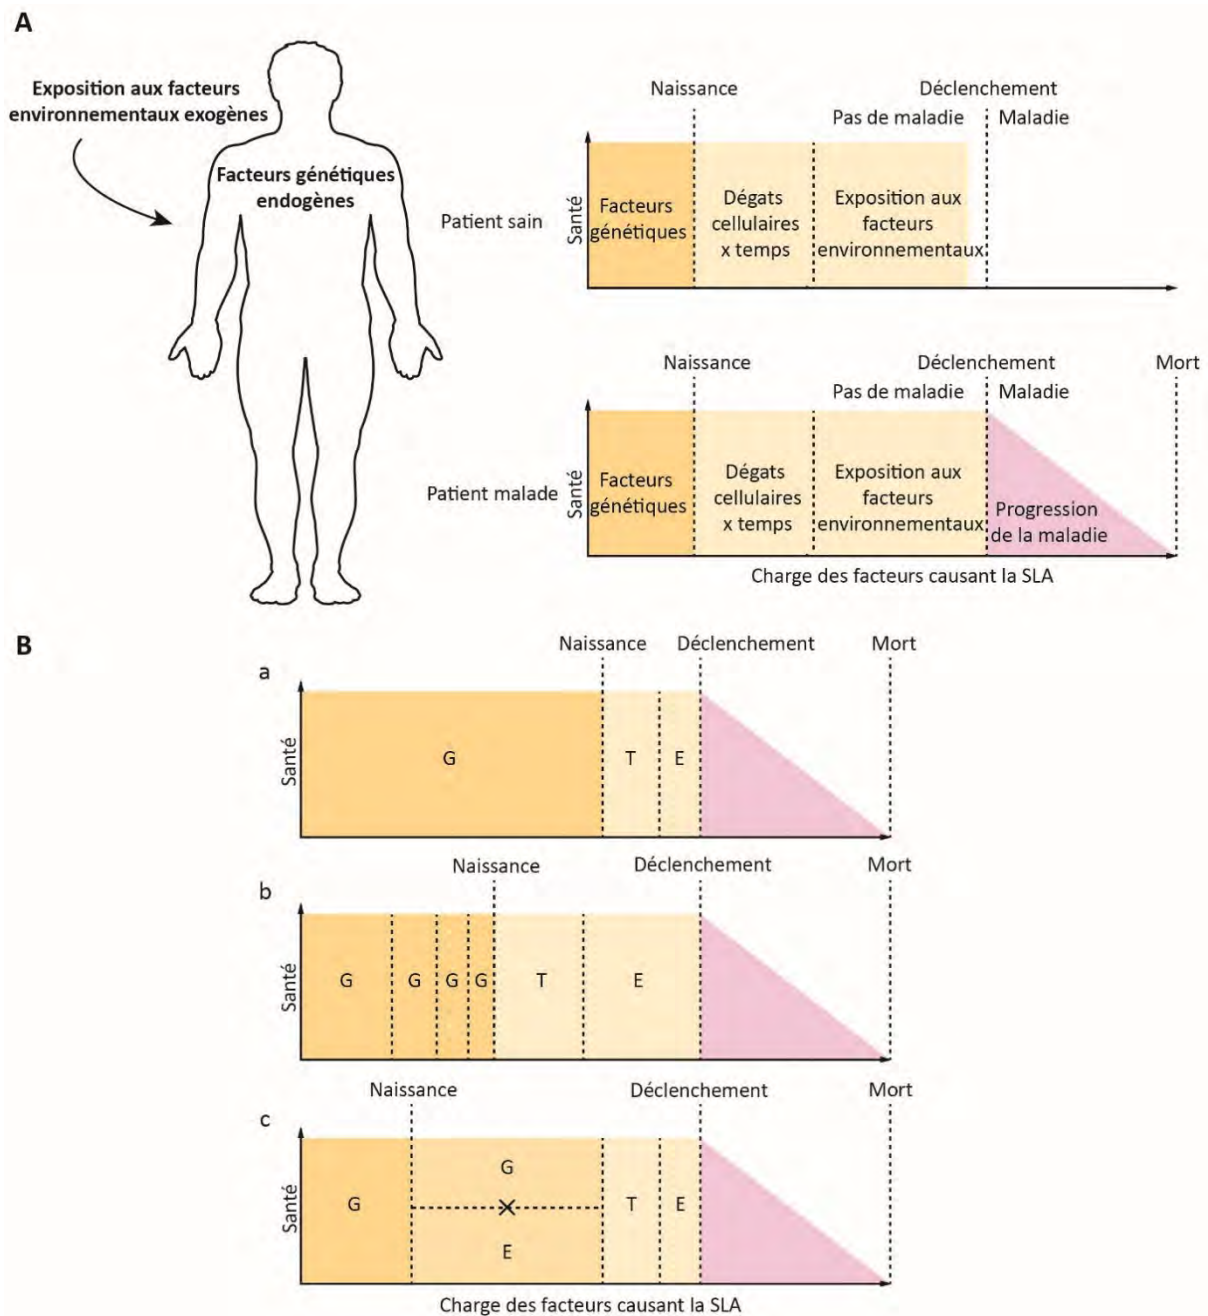 A
Exposition aux facteurs
environnementaux exogènes
Facteurs génétiques
endogènes
Naissance
Déclenchement
Pas de maladie
Maladie
Patient sain
Santé
Facteurs
génétiques
Dégats
cellulaires
x temps
Exposition aux
facteurs
environnementaux
Naissance
Déclenchement
Mort
Pas de maladie
Maladie
Patient malade
Santé
Facteurs
génétiques
Dégats
cellulaires
x temps
Exposition aux
facteurs
environnementaux
Progression
de la maladie
Charge des facteurs causant la SLA
B
Naissance
Déclenchement
Mort
a
Santé
G
T
E
Naissance
Déclenchement
Mort
b
Santé
G
G
G
G
T
E
Naissance
Déclenchement
Mort
c
Santé
G
G
E
T
E
Charge des facteurs causant la SLA